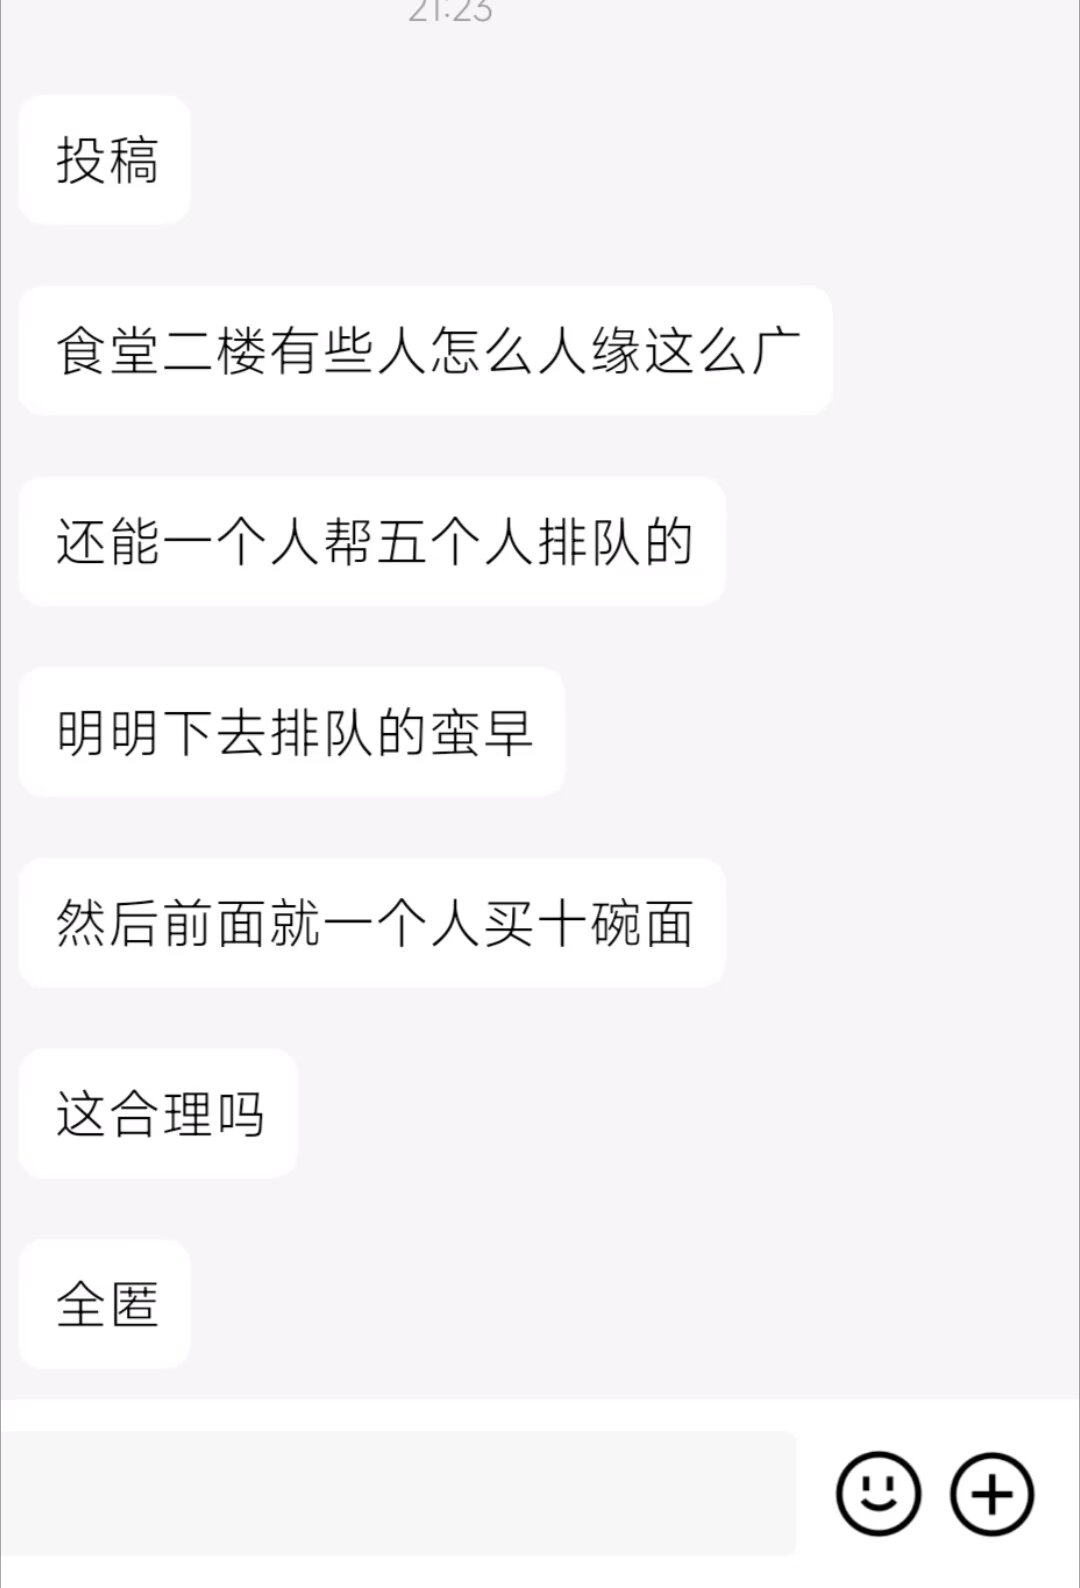 21:23
投稿
食堂二楼有些人怎么人缘这么广
还能一个人帮五个人排队的
明明下去排队的蛮早
然后前面就一个人买十碗面
这合理吗
全匿